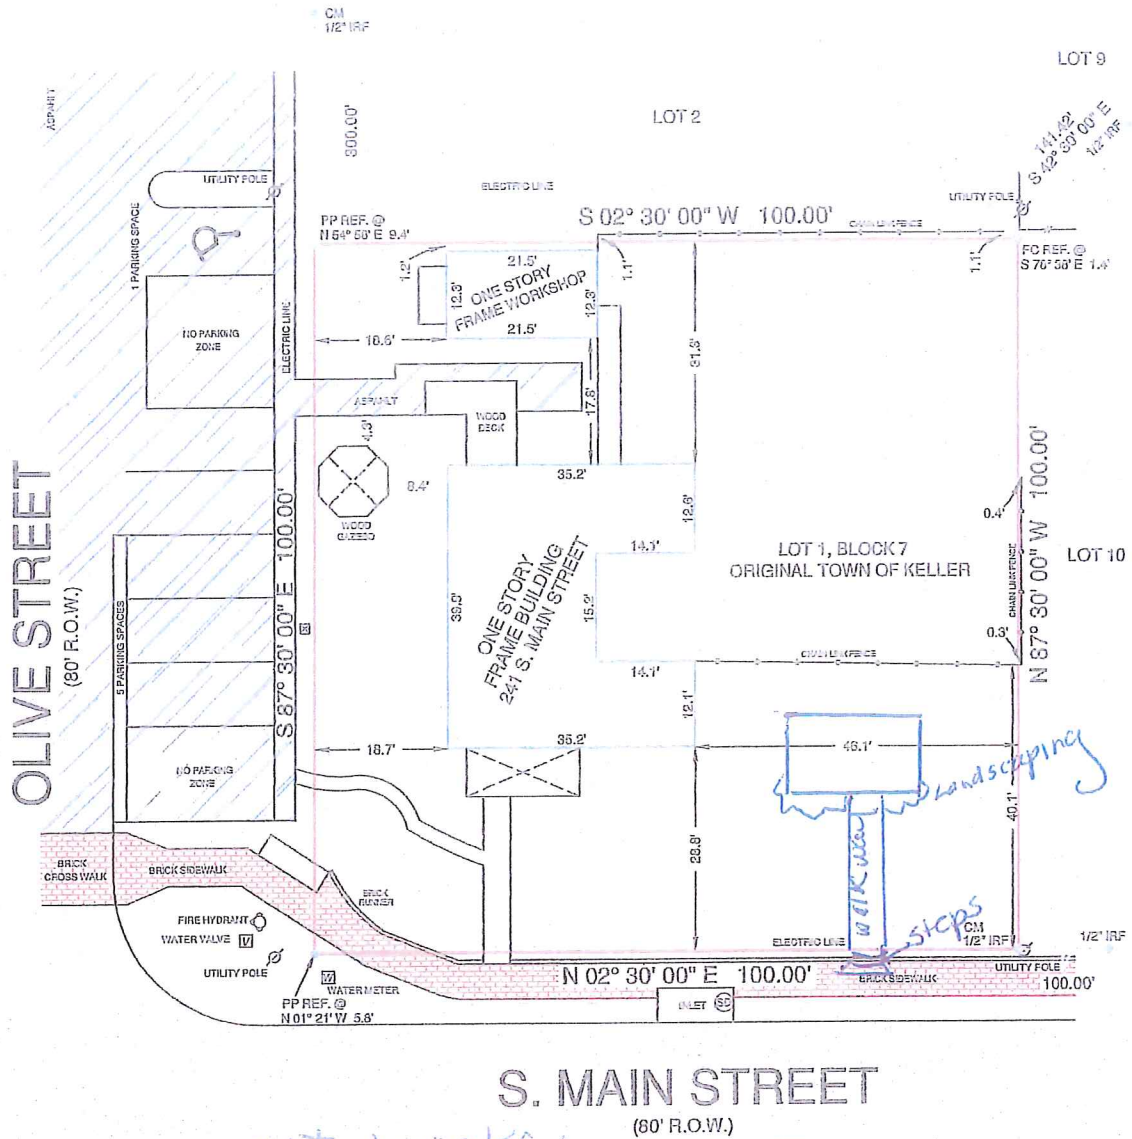 CM
1/2" IRF
LOT 9
ASPHALT
300.00'
LOT 2
141.42'
S 42° 30' 00" E
1/2" IRF
UTILITY POLE
ELECTRIC LINE
UTILITY POLE
S 02° 30' 00" W 100.00'
CHAIN LINK FENCE
PP REF. @
N 54° 56' E 9.4'
1 PARKING SPACE
1.2'
21.5'
1.1'
1.1'
FC REF. @
S 76° 58' E 1.4'
12.3'
ONE STORY
FRAME WORKSHOP
12.3'
21.5'
NO PARKING
ZONE
ELECTRIC LINE
18.6'
31.3'
17.8'
ASPHALT
WOOD
DECK
4.3'
35.2'
8.4'
WOOD
GAZEBO
12.6'
14.1'
0.4'
OLIVE STREET
(80' R.O.W.)
5 PARKING SPACES
S 87° 30' 00" E 100.00'
39.9'
ONE STORY
FRAME BUILDING
241 S. MAIN STREET
15.2'
LOT 1, BLOCK 7
ORIGINAL TOWN OF KELLER
CHAIN LINK FENCE
N 87° 30' 00" W 100.00'
LOT 10
0.3'
CHAIN LINK FENCE
14.1'
12.1'
18.7'
35.2'
46.1'
NO PARKING
ZONE
Landscaping
40.1'
28.8'
walkway
BRICK
CROSS WALK
BRICK SIDEWALK
BRICK
RUNNER
steps
FIRE HYDRANT
WATER VALVE
V
CM
1/2" IRF
1/2" IRF
ELECTRIC LINE
UTILITY POLE
UTILITY POLE
W
WATER METER
N 02° 30' 00" E 100.00'
BRICK SIDEWALK
100.00'
PP REF. @
N 01° 21' W 5.8'
INLET
SD
S. MAIN STREET
(80' R.O.W.)